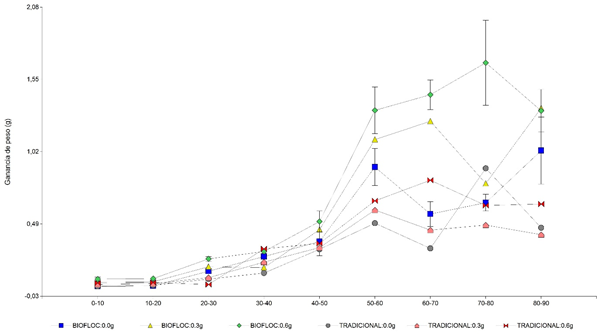 2,08
1,55
1,02
0,49
-0,03
Ganancia de peso (g)
0-10 10-20 20-30 30-40 40-50 50-60 60-70 70-80 80-90
BIOFLOC:0.0g BIOFLOC:0.3g BIOFLOC:0.6g TRADICIONAL:0.0g TRADICIONAL:0.3g TRADICIONAL:0.6g